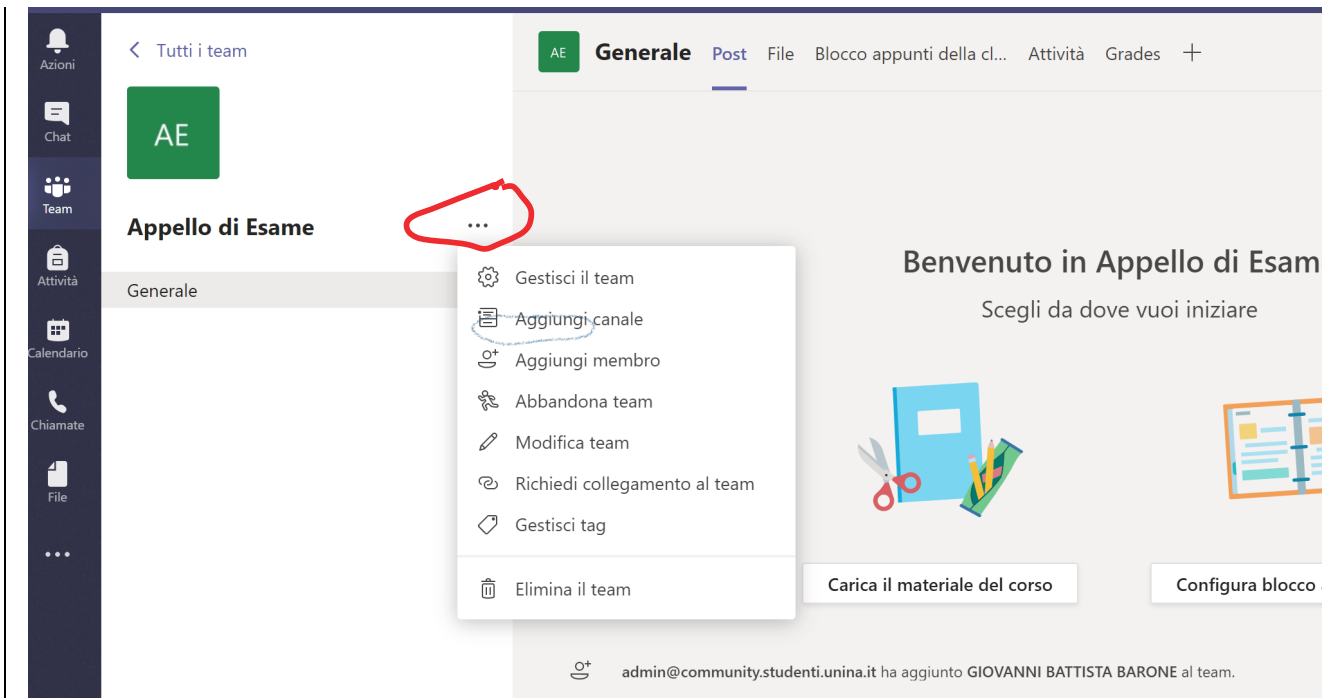 Azioni
Chat
Team
Attività
Calendario
Chiamate
File
Tutti i team
AE
Appello di Esame
Generale
Gestisci il team
Aggiungi canale
Aggiungi membro
Abbandona team
Modifica team
Richiedi collegamento al team
Gestisci tag
Elimina il team
AE Generale Post File Blocco appunti della cl... Attività Grades
Benvenuto in Appello di Esam
Scegli da dove vuoi iniziare
Carica il materiale del corso
Configura blocco
admin@community.studenti.unina.it ha aggiunto GIOVANNI BATTISTA BARONE al team.